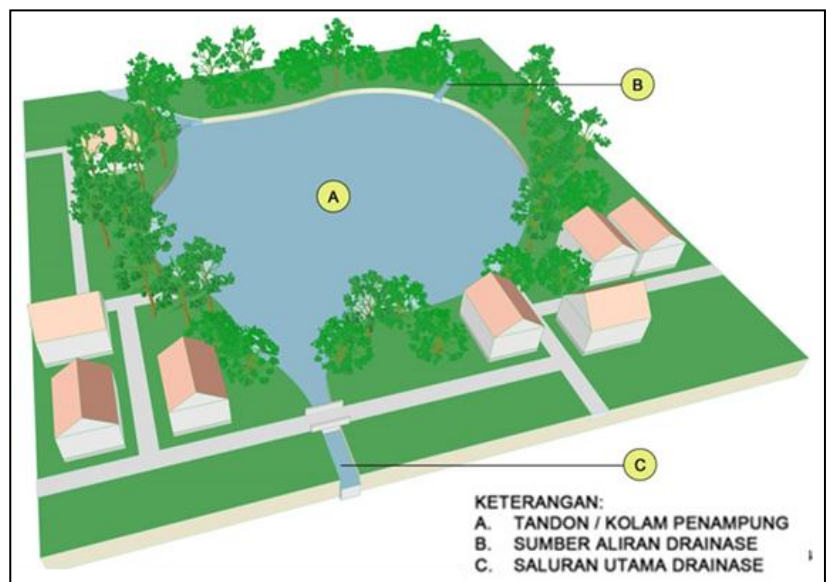 B
A
C
KETERANGAN:
A. TANDON / KOLAM PENAMPUNG
B. SUMBER ALIRAN DRAINASE
C. SALURAN UTAMA DRAINASE